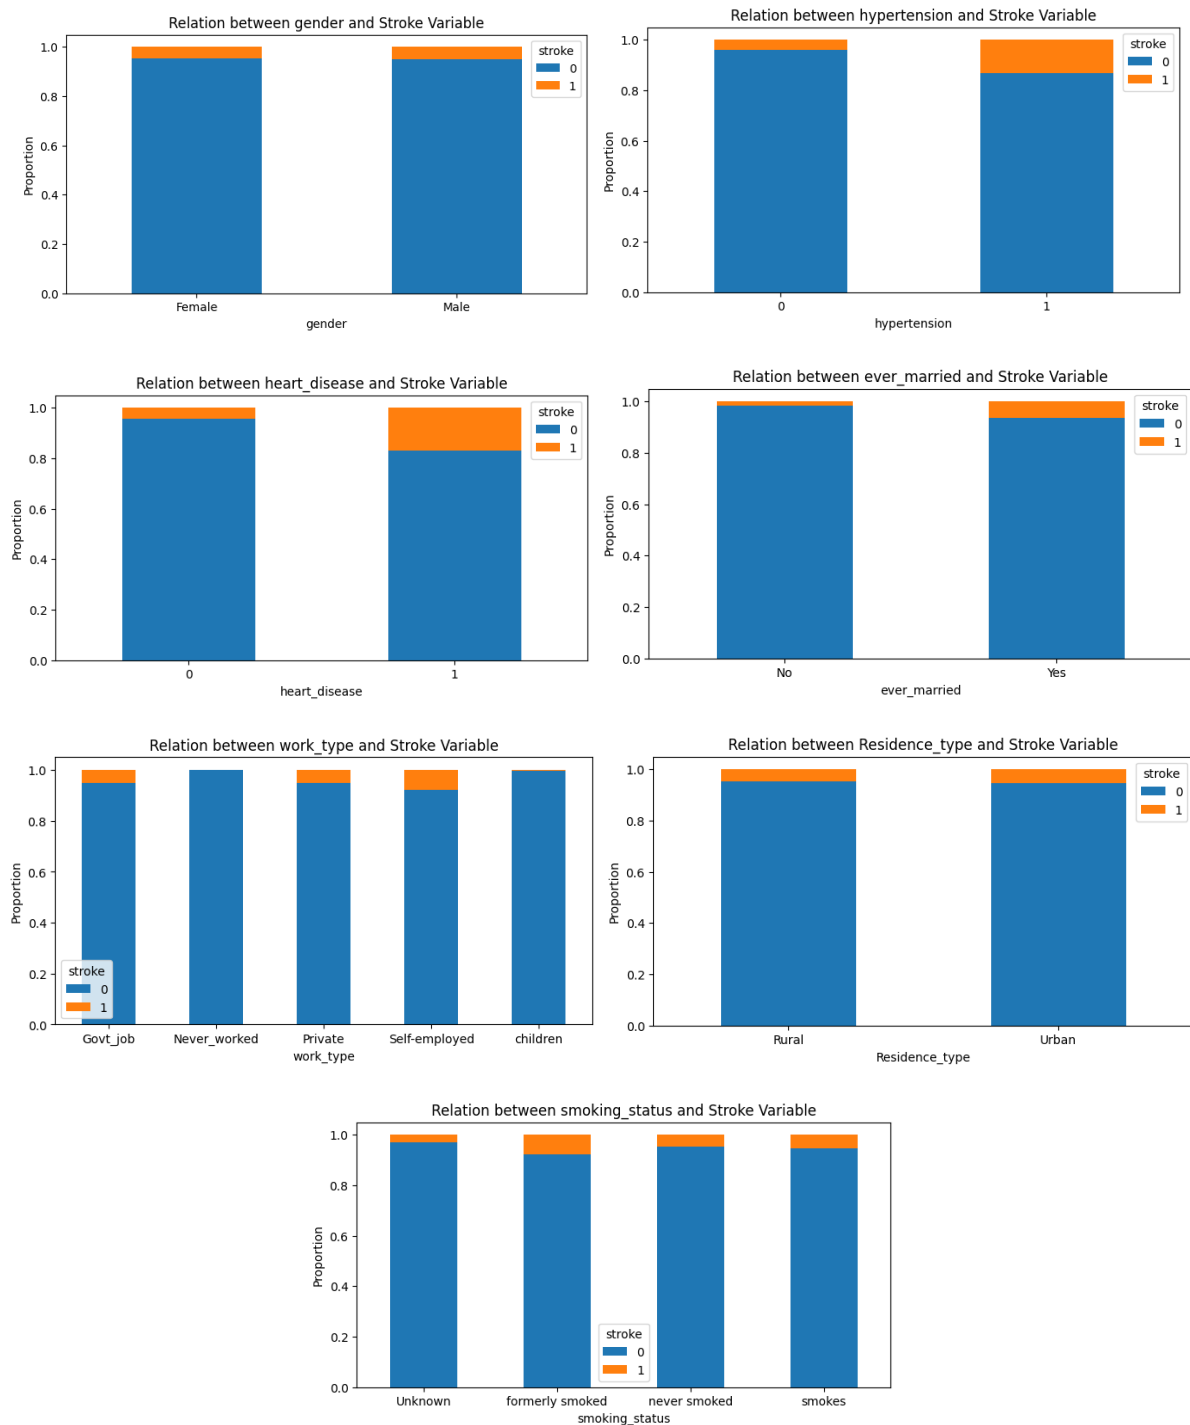 Relation between gender and Stroke Variable
1.0
0.8
0.6
0.4
0.2
0.0
Proportion
stroke
0
1
Female Male
gender
Relation between hypertension and Stroke Variable
1.0
0.8
0.6
0.4
0.2
0.0
Proportion
stroke
0
1
0 1
hypertension
Relation between heart_disease and Stroke Variable
1.0
0.8
0.6
0.4
0.2
0.0
Proportion
stroke
0
1
0 1
heart_disease
Relation between ever_married and Stroke Variable
1.0
0.8
0.6
0.4
0.2
0.0
Proportion
stroke
0
1
No Yes
ever_married
Relation between work_type and Stroke Variable
1.0
0.8
0.6
0.4
0.2
0.0
Proportion
stroke
0
1
Govt_job Never_worked Private Self-employed children
work_type
Relation between Residence_type and Stroke Variable
1.0
0.8
0.6
0.4
0.2
0.0
Proportion
stroke
0
1
Rural Urban
Residence_type
Relation between smoking_status and Stroke Variable
1.0
0.8
0.6
0.4
0.2
0.0
Proportion
stroke
0
1
Unknown formerly smoked never smoked smokes
smoking_status